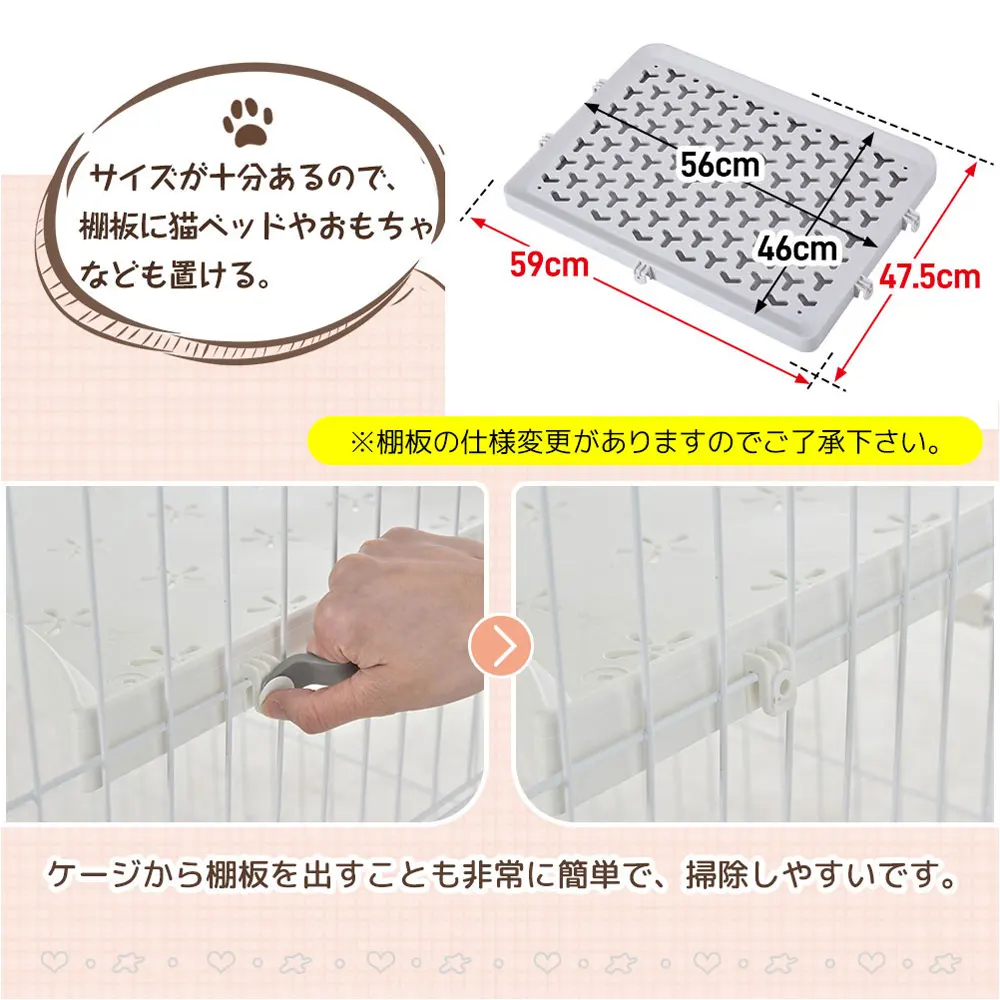 サイズが十分あるので、
棚板に猫ベッドやおもちゃ
なども置ける。
56cm
46cm
59cm
47.5cm
※棚板の仕様変更がありますのでご了承下さい。
ケージから棚板を出すことも非常に簡単で、掃除しやすいです。